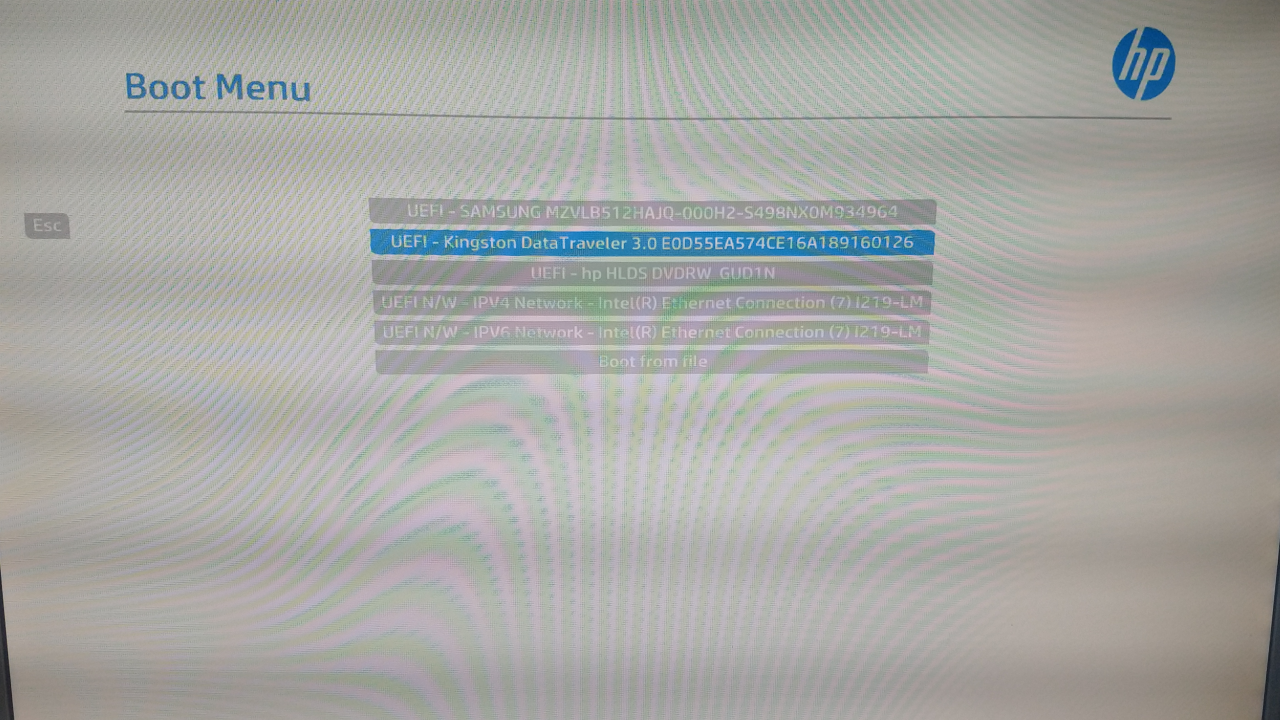 hp
Boot Menu
Esc
UEFI - SAMSUNG MZVLB512HAJQ-000H2-S498NX0M934964
UEFI - Kingston DataTraveler 3.0 E0D55EA574CE16A189160126
UEFI - hp HLDS DVDRW GUD1N
UEFI N/W - IPV4 Network - Intel(R) Ethernet Connection (7) I219-LM
UEFI N/W - IPV6 Network - Intel(R) Ethernet Connection (7) I219-LM
Boot from file